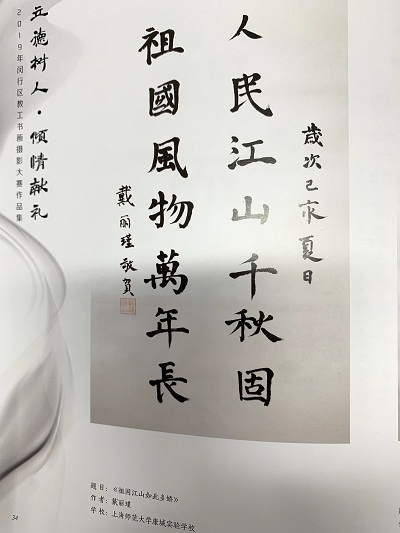 立德树人·倾情献礼
2019年闵行区教工书画摄影大赛作品集
歲次己亥夏日
人民江山千秋固
祖國風物萬年長
戴丽瑾敬賀
题目：《祖国江山如此多娇》
作者：戴丽瑾
学校：上海师范大学康城实验学校
34